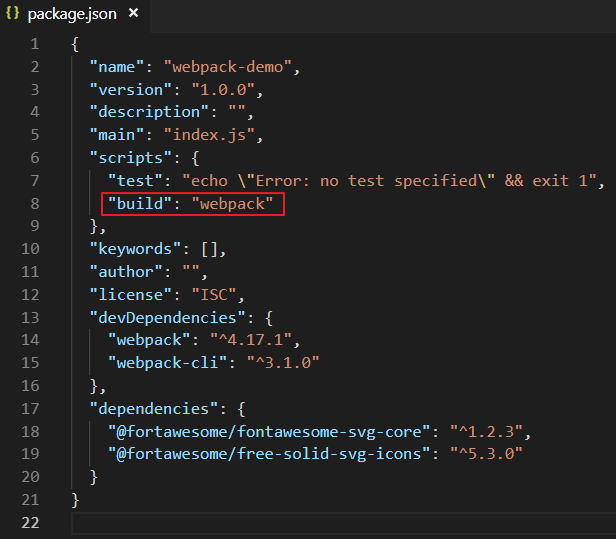 {} package.json ×
1 {
2 "name": "webpack-demo",
3 "version": "1.0.0",
4 "description": "",
5 "main": "index.js",
6 "scripts": {
7 "test": "echo \"Error: no test specified\" && exit 1",
8 "build": "webpack"
9 },
10 "keywords": [],
11 "author": "",
12 "license": "ISC",
13 "devDependencies": {
14 "webpack": "^4.17.1",
15 "webpack-cli": "^3.1.0"
16 },
17 "dependencies": {
18 "@fortawesome/fontawesome-svg-core": "^1.2.3",
19 "@fortawesome/free-solid-svg-icons": "^5.3.0"
20 }
21 }
22